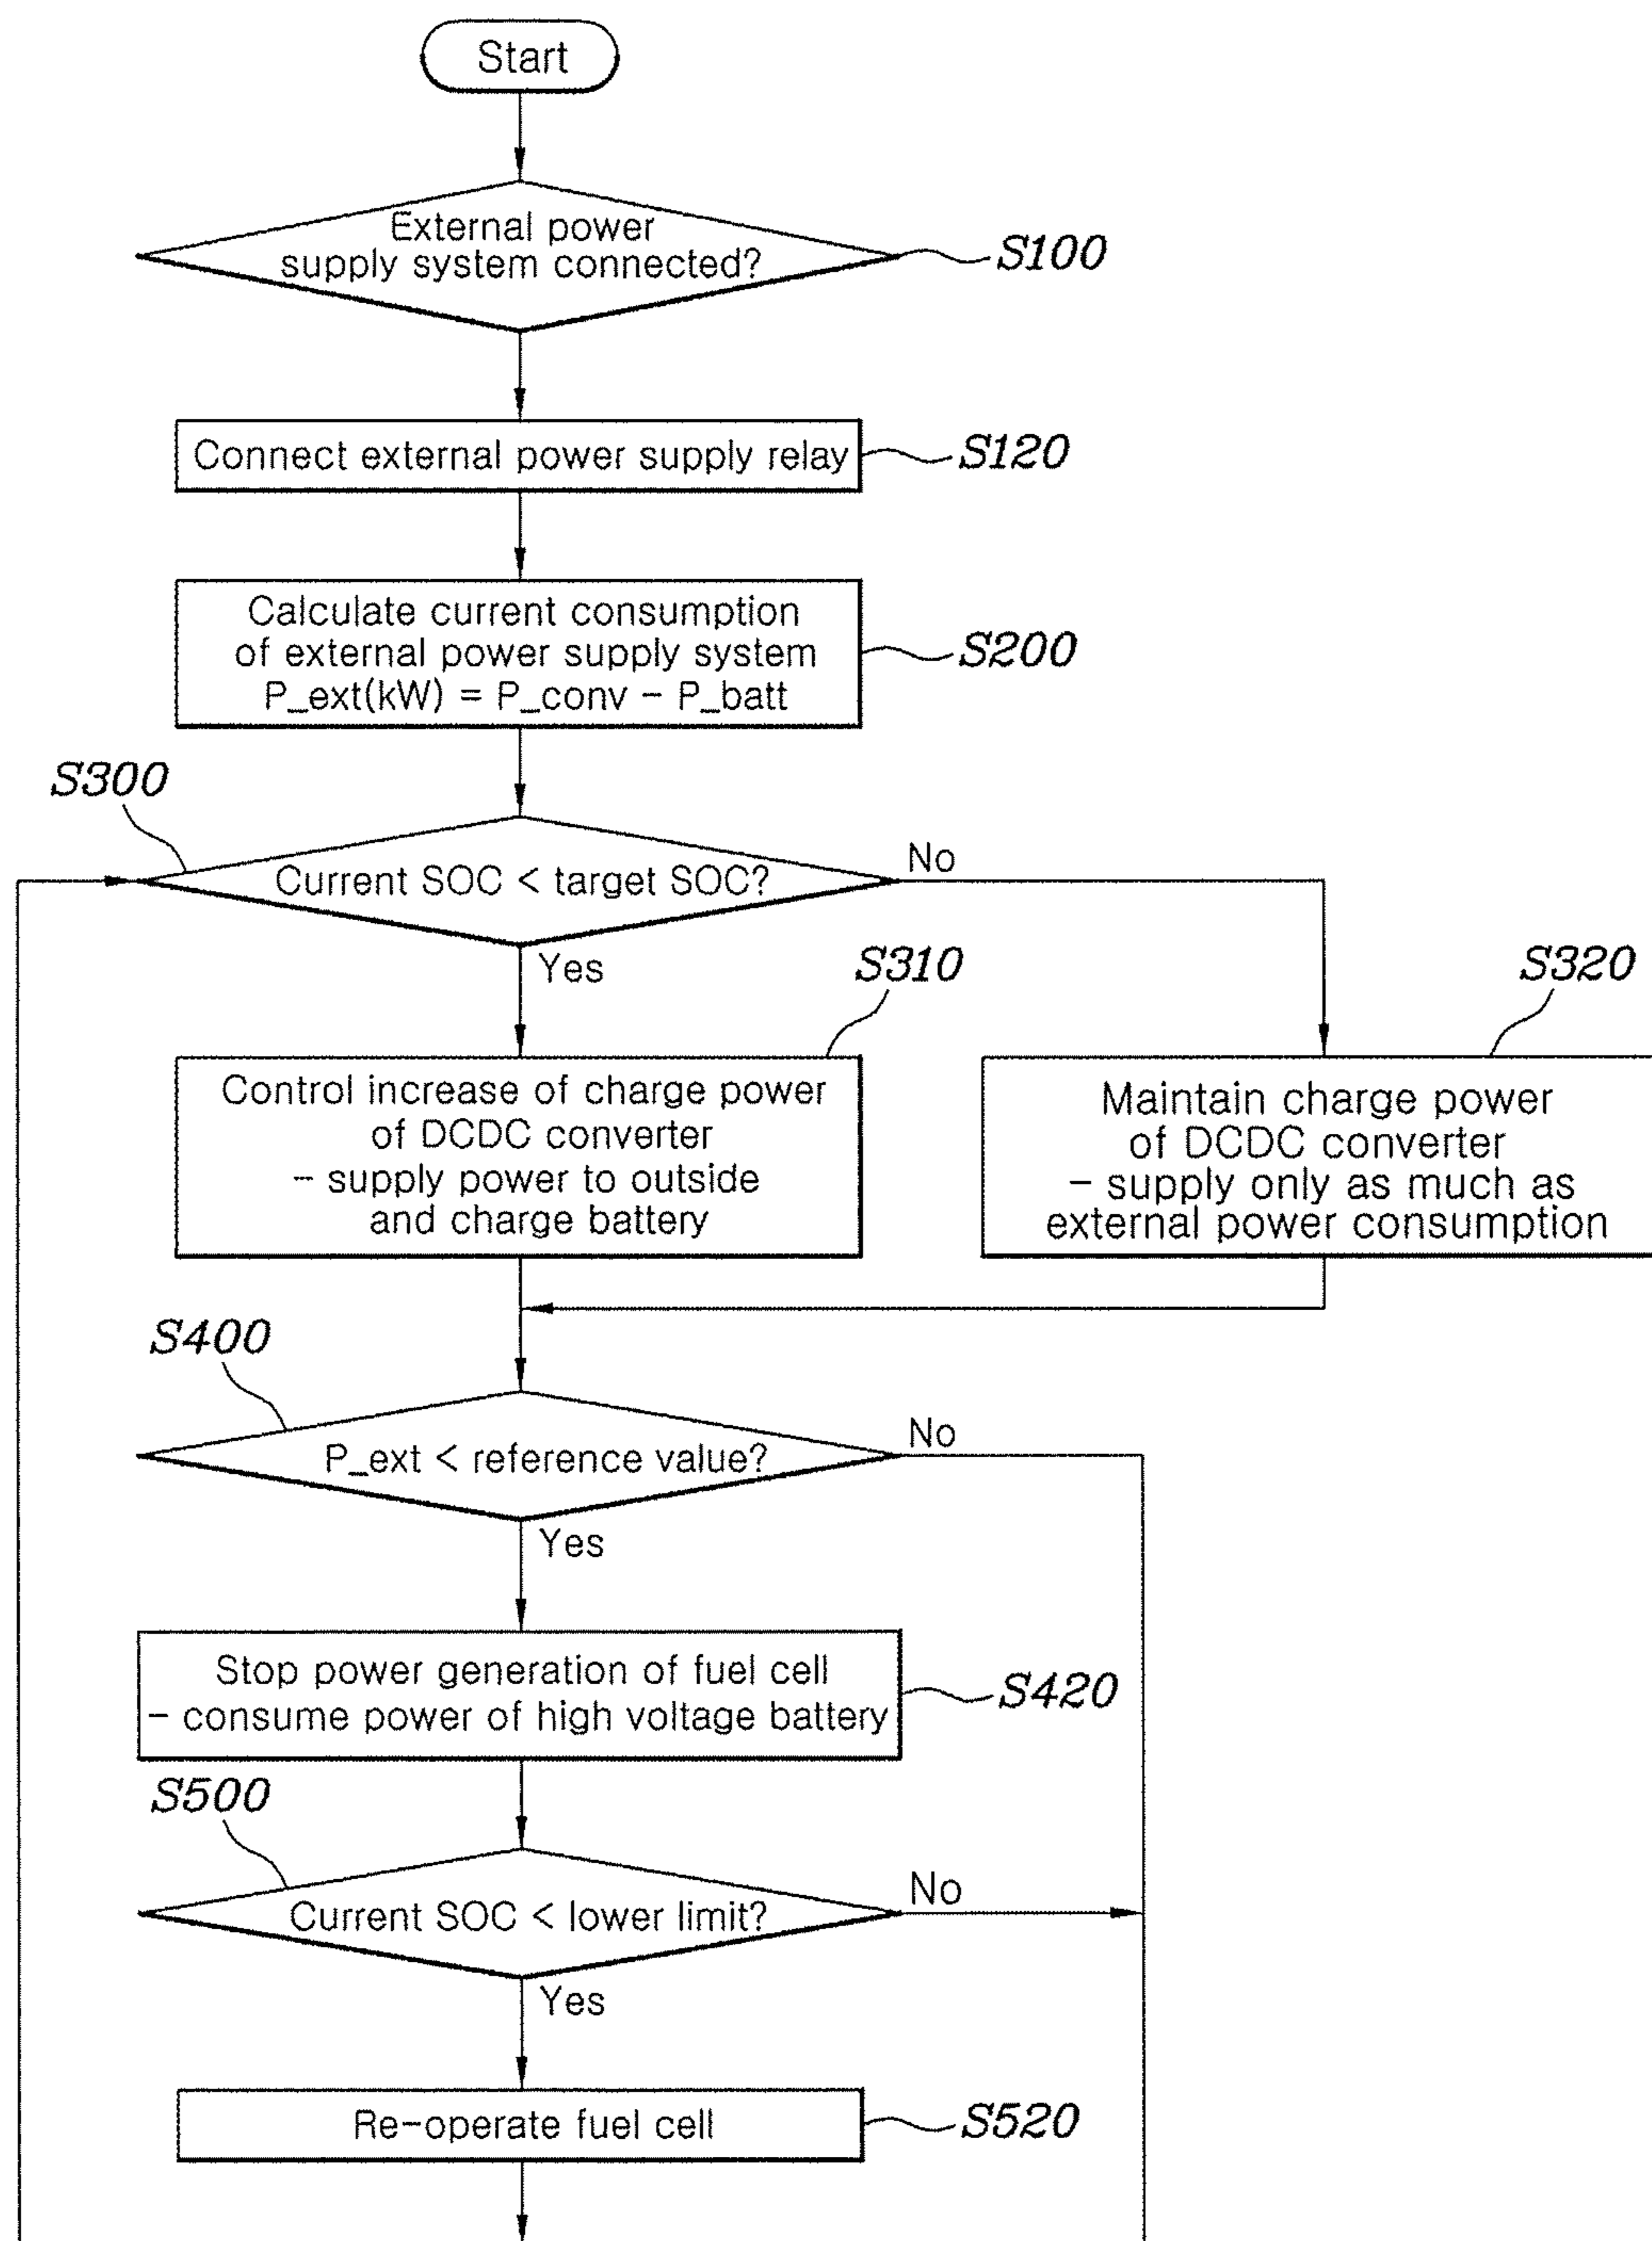 Start
External power
supply system connected?
S100
Connect external power supply relay
S120
Calculate current consumption
of external power supply system
P_ext(kW) = P_conv - P_batt
S200
S300
Current SOC < target SOC?
No
Yes
S310
S320
Control increase of charge power
of DCDC converter
- supply power to outside
and charge battery
Maintain charge power
of DCDC converter
- supply only as much as
external power consumption
S400
P_ext < reference value?
No
Yes
Stop power generation of fuel cell
- consume power of high voltage battery
S420
S500
Current SOC < lower limit?
No
Yes
Re-operate fuel cell
S520